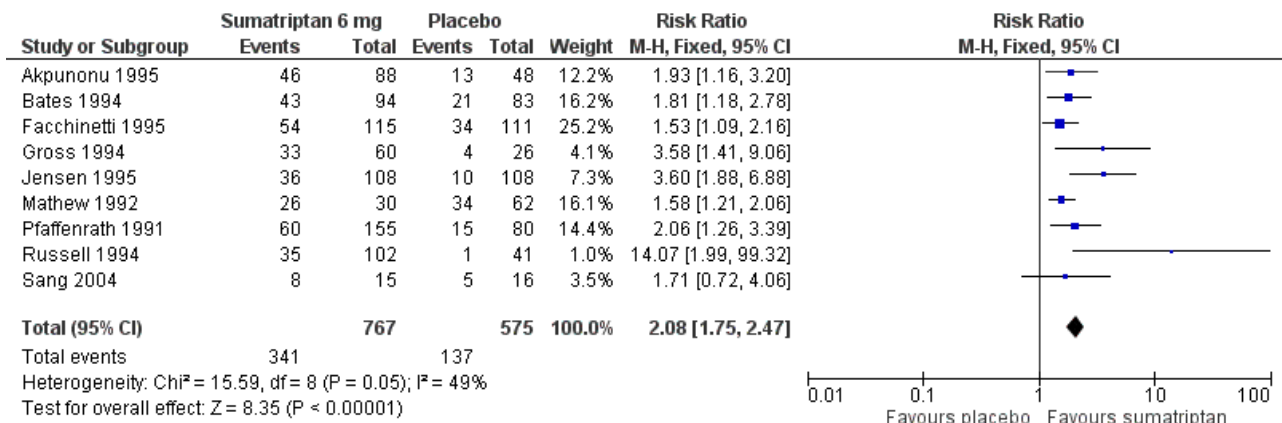 Sumatriptan 6 mg Placebo Risk Ratio Risk Ratio
Study or Subgroup Events Total Events Total Weight M-H, Fixed, 95% CI M-H, Fixed, 95% CI
Akpunonu 1995 46 88 13 48 12.2% 1.93 [1.16, 3.20]
Bates 1994 43 94 21 83 16.2% 1.81 [1.18, 2.78]
Facchinetti 1995 54 115 34 111 25.2% 1.53 [1.09, 2.16]
Gross 1994 33 60 4 26 4.1% 3.58 [1.41, 9.06]
Jensen 1995 36 108 10 108 7.3% 3.60 [1.88, 6.88]
Mathew 1992 26 30 34 62 16.1% 1.58 [1.21, 2.06]
Pfaffenrath 1991 60 155 15 80 14.4% 2.06 [1.26, 3.39]
Russell 1994 35 102 1 41 1.0% 14.07 [1.99, 99.32]
Sang 2004 8 15 5 16 3.5% 1.71 [0.72, 4.06]
Total (95% CI) 767 575 100.0% 2.08 [1.75, 2.47]
Total events 341 137
Heterogeneity: Chi² = 15.59, df = 8 (P = 0.05); I² = 49%
Test for overall effect: Z = 8.35 (P < 0.00001)
0.01 0.1 1 10 100
Favours placebo Favours sumatriptan